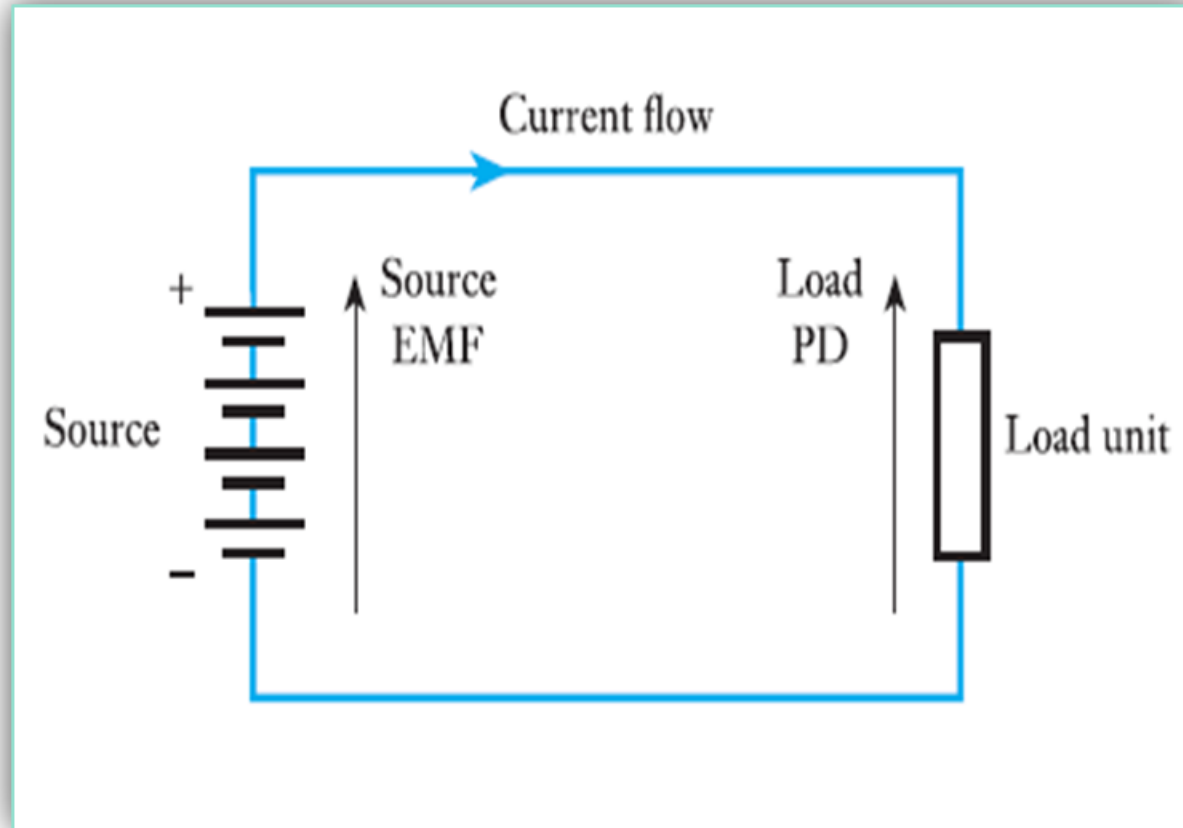 Current flow
+
Source
EMF
Load
PD
Source
Load unit
–